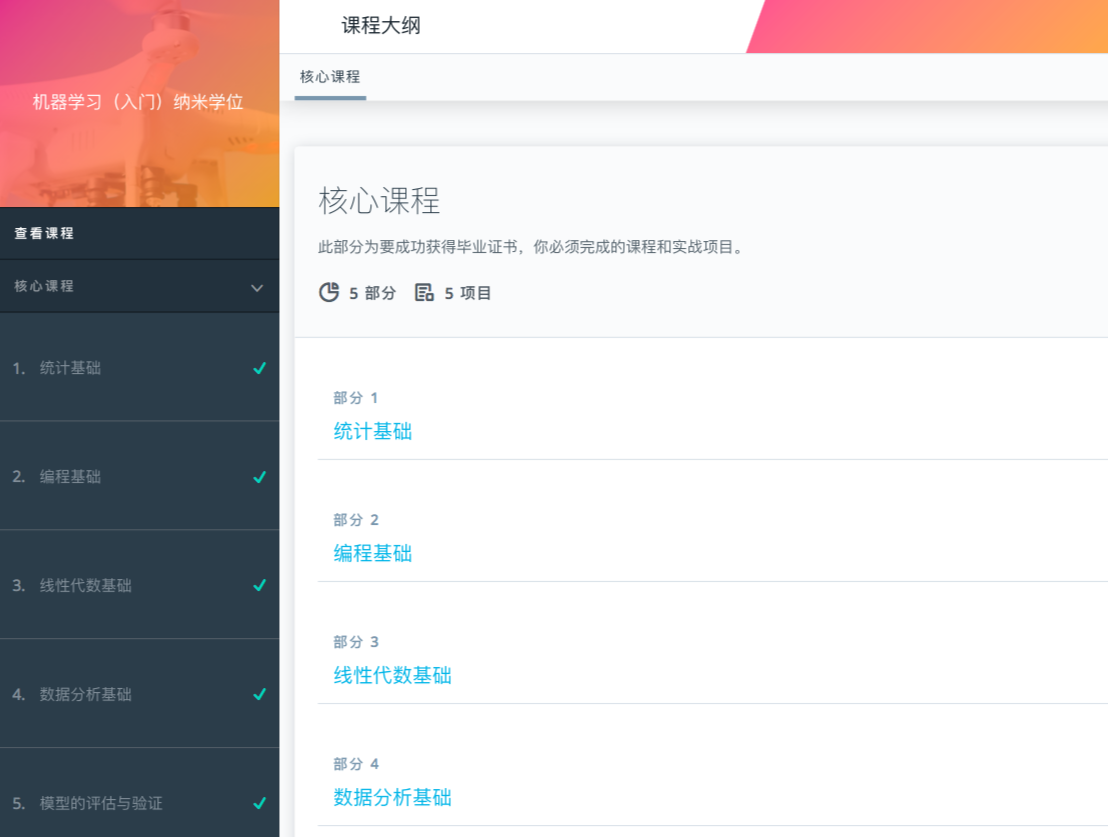 机器学习（入门）纳米学位
查看课程
核心课程
1. 统计基础
2. 编程基础
3. 线性代数基础
4. 数据分析基础
5. 模型的评估与验证
课程大纲
核心课程
核心课程
此部分为要成功获得毕业证书，你必须完成的课程和实战项目。
5 部分 5 项目
部分 1
统计基础
部分 2
编程基础
部分 3
线性代数基础
部分 4
数据分析基础